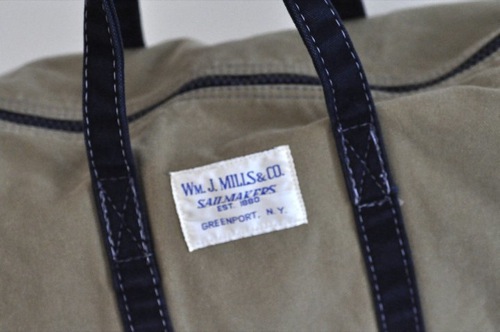 WM. J. MILLS & CO.
SAILMAKERS
EST. 1880
GREENPORT, N.Y.